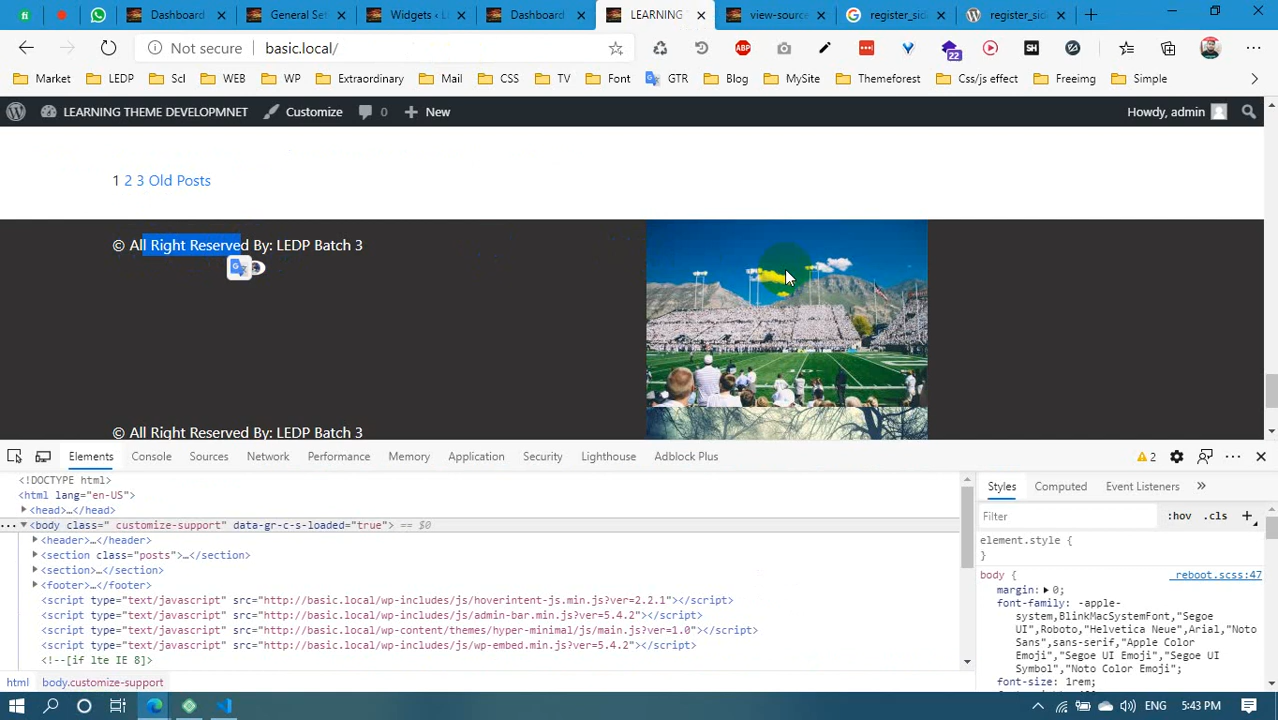 Dashboard
General Set
Widgets ‹ L
Dashboard
LEARNING
view-source
register_sid
register_sid
Not secure
basic.local/
ABP
22
SH
Market
LEDP
Scl
WEB
WP
Extraordinary
Mail
CSS
TV
Font
GTR
Blog
MySite
Themeforest
Css/js effect
Freeimg
Simple
LEARNING THEME DEVELOPMNET
Customize
0
New
Howdy, admin
1 2 3 Old Posts
© All Right Reserved By: LEDP Batch 3
© All Right Reserved By: LEDP Batch 3
Elements
Console
Sources
Network
Performance
Memory
Application
Security
Lighthouse
Adblock Plus
2
<!DOCTYPE html>
<html lang="en-US">
<head>…</head>
<body class=" customize-support" data-gr-c-s-loaded="true"> == $0
<header>…</header>
<section class="posts">…</section>
<section>…</section>
<footer>…</footer>
<script type="text/javascript" src="http://basic.local/wp-includes/js/hoverintent-js.min.js?ver=2.2.1"></script>
<script type="text/javascript" src="http://basic.local/wp-includes/js/admin-bar.min.js?ver=5.4.2"></script>
<script type="text/javascript" src="http://basic.local/wp-content/themes/hyper-minimal/js/main.js?ver=1.0"></script>
<script type="text/javascript" src="http://basic.local/wp-includes/js/wp-embed.min.js?ver=5.4.2"></script>
<!--[if lte IE 8]>
html
body.customize-support
Styles
Computed
Event Listeners
Filter
:hov
.cls
element.style {
}
body {
_reboot.scss:47
margin: 0;
font-family: -apple-
system,BlinkMacSystemFont,"Segoe
UI",Roboto,"Helvetica Neue",Arial,"Noto
Sans",sans-serif,"Apple Color
Emoji","Segoe UI Emoji","Segoe UI
Symbol","Noto Color Emoji";
font-size: 1rem;
ENG
5:43 PM